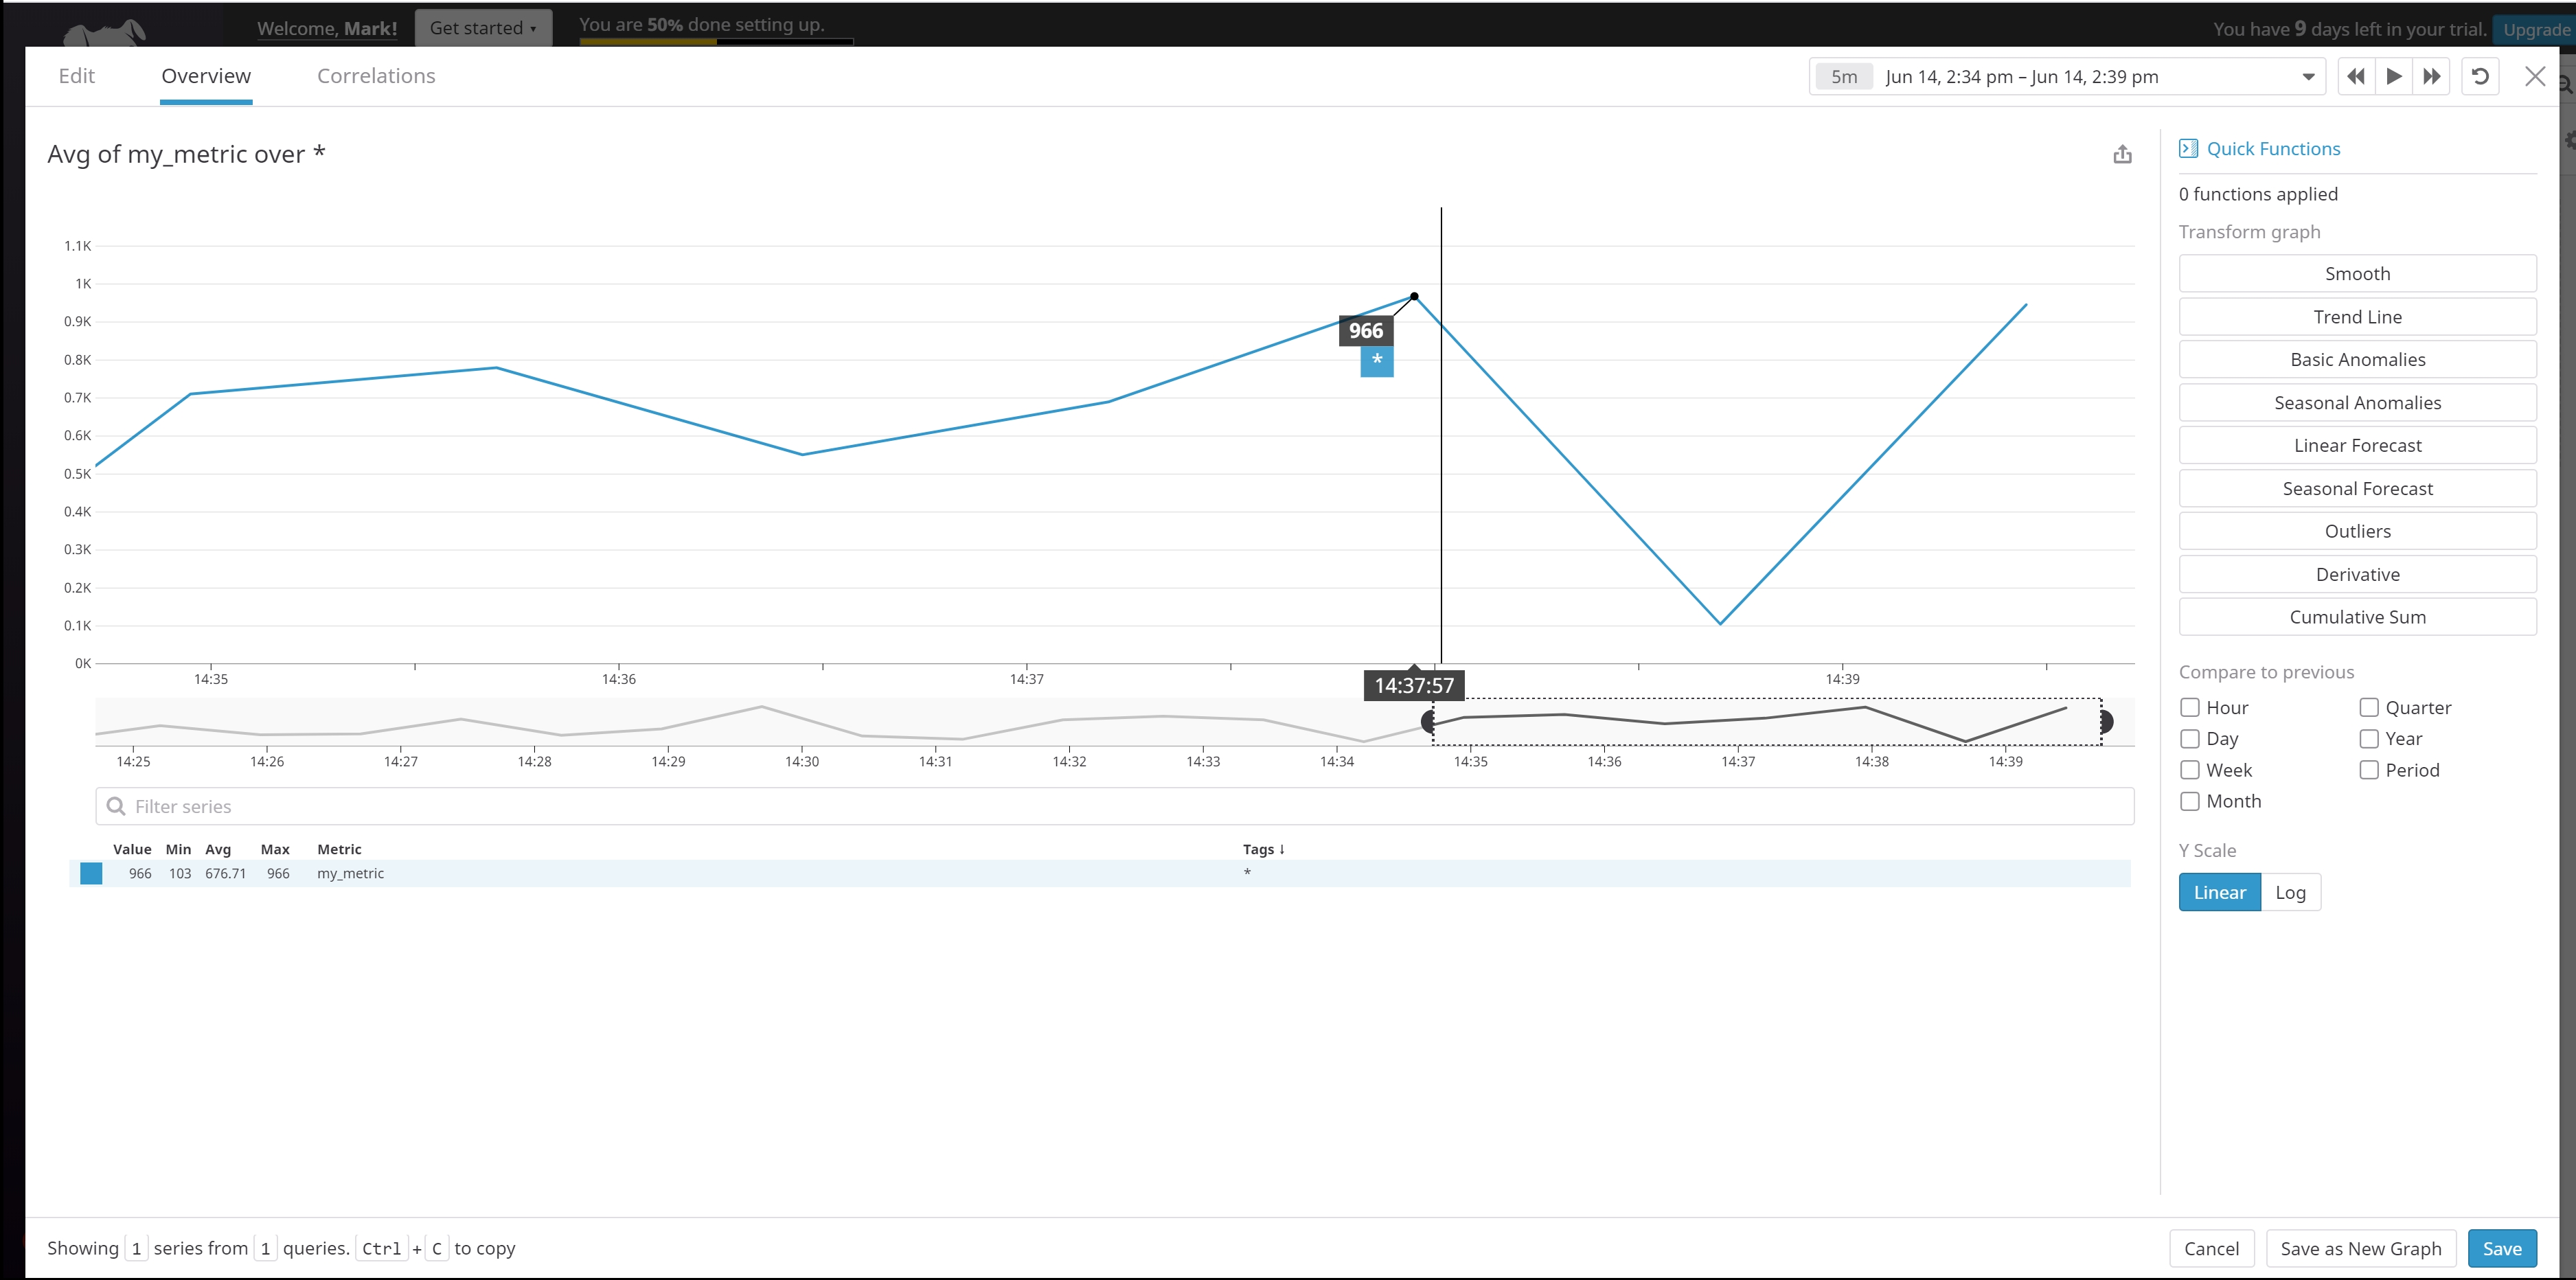 Welcome, Mark!
Get started ▾
You are 50% done setting up.
You have 9 days left in your trial.
Upgrade
Edit
Overview
Correlations
5m Jun 14, 2:34 pm – Jun 14, 2:39 pm
Avg of my_metric over *
1.1K
1K
0.9K
0.8K
0.7K
0.6K
0.5K
0.4K
0.3K
0.2K
0.1K
0K
966
*
14:35
14:36
14:37
14:37:57
14:39
14:25
14:26
14:27
14:28
14:29
14:30
14:31
14:32
14:33
14:34
14:35
14:36
14:37
14:38
14:39
Filter series
Value Min Avg Max Metric Tags ↓
966 103 676.71 966 my_metric *
Quick Functions
0 functions applied
Transform graph
Smooth
Trend Line
Basic Anomalies
Seasonal Anomalies
Linear Forecast
Seasonal Forecast
Outliers
Derivative
Cumulative Sum
Compare to previous
Hour
Quarter
Day
Year
Week
Period
Month
Y Scale
Linear
Log
Showing 1 series from 1 queries. Ctrl + C to copy
Cancel
Save as New Graph
Save